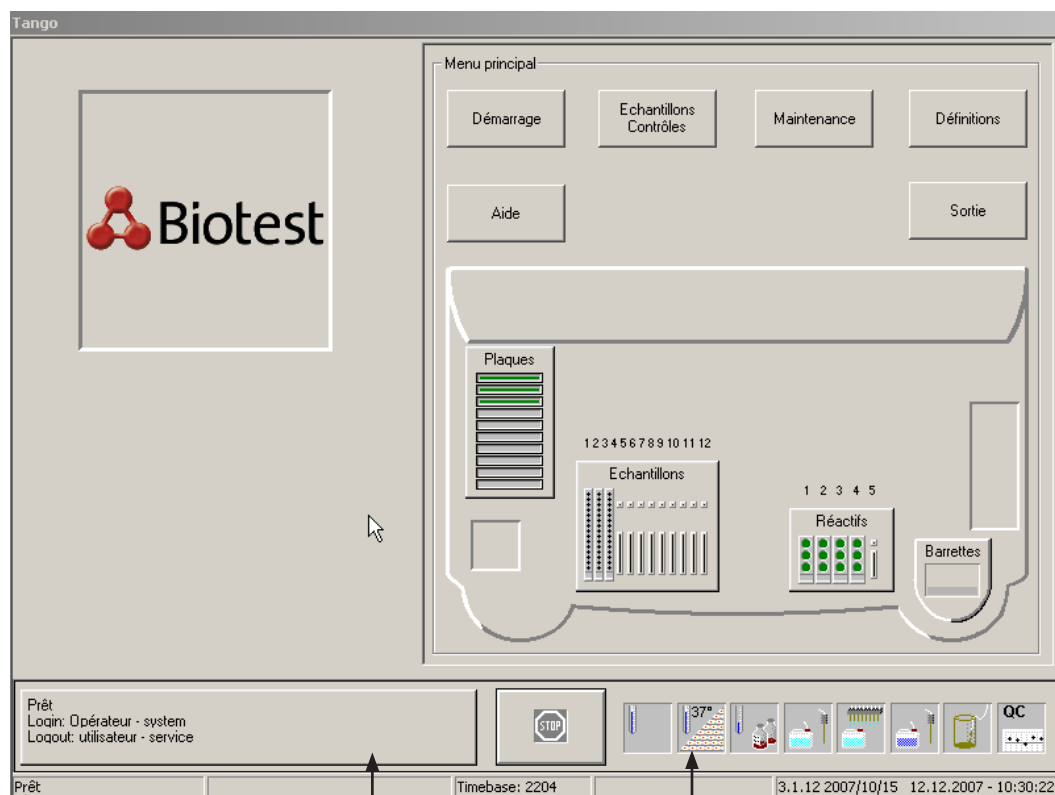 Tango
Biotest
Menu principal
Démarrage
Echantillons
Contrôles
Maintenance
Définitions
Aide
Sortie
Plaques
1 2 3 4 5 6 7 8 9 10 11 12
Echantillons
1 2 3 4 5
Réactifs
Barrettes
Prêt
Login: Opérateur - system
Logout: utilisateur - service
STOP
37°
QC
Prêt
Timebase: 2204
3.1.12 2007/10/15 12.12.2007 - 10:30:22